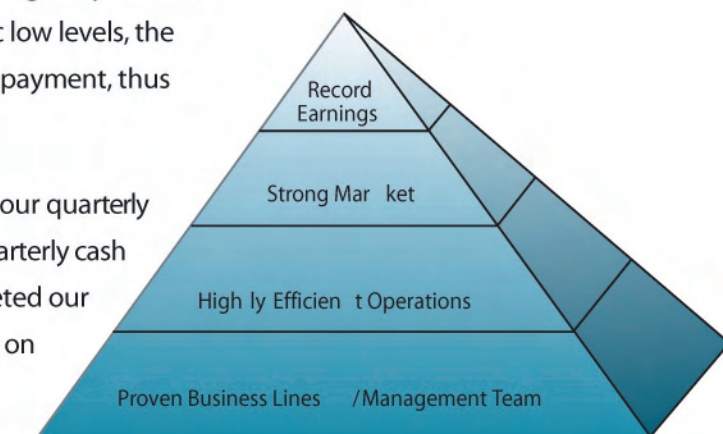 low levels, the
payment, thus
our quarterly
arterly cash
eted our
on
Record
Earnings
Strong Mar ket
High ly Efficien t Operations
Proven Business Lines /Management Team